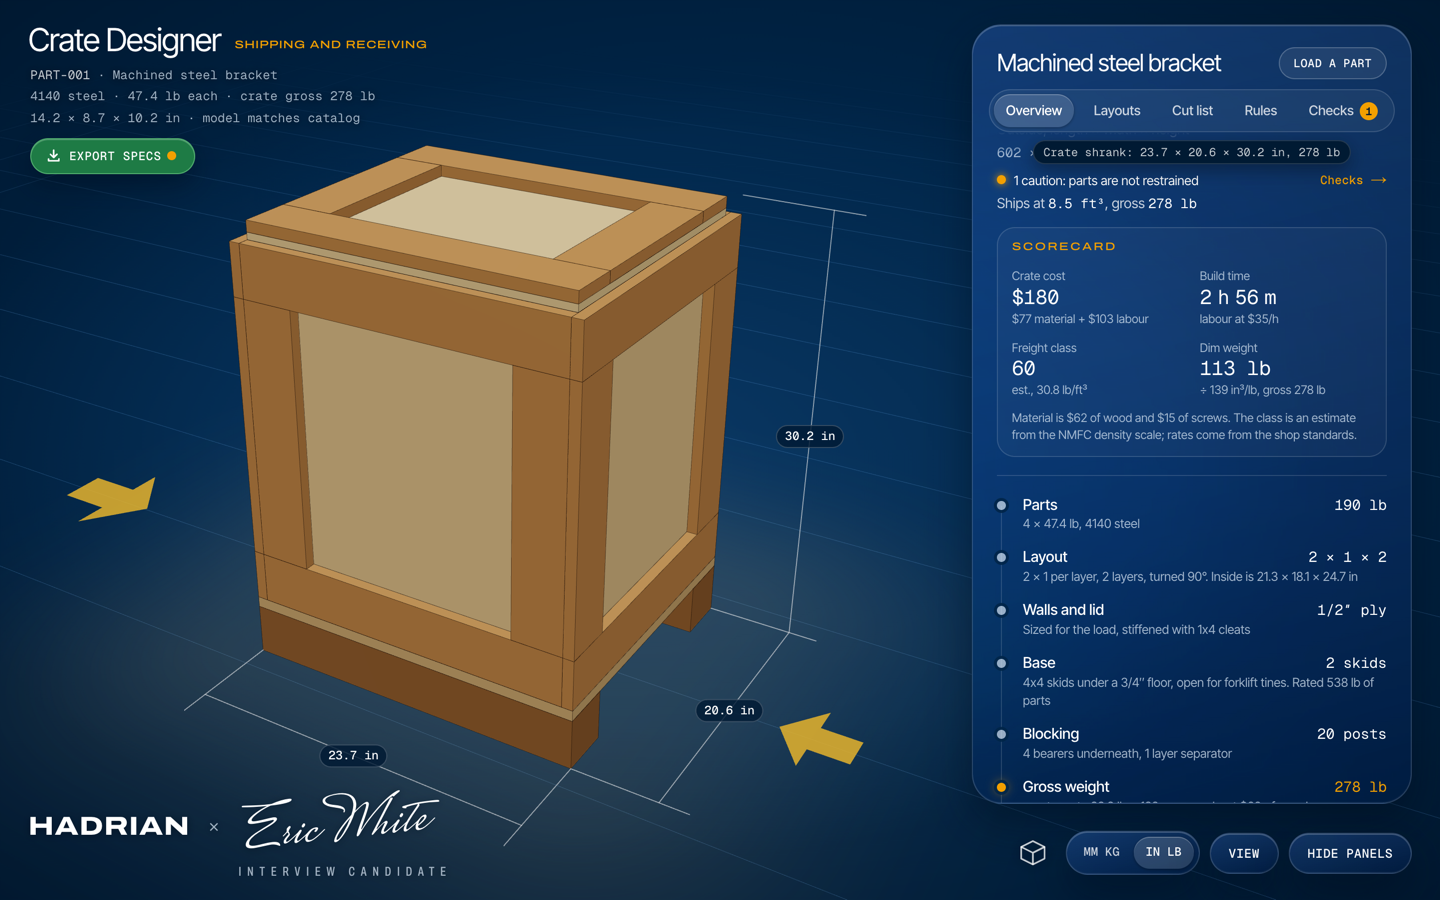 Crate Designer SHIPPING AND RECEIVING
PART-001 · Machined steel bracket
4140 steel · 47.4 lb each · crate gross 278 lb
14.2 × 8.7 × 10.2 in · model matches catalog
EXPORT SPECS
30.2 in
20.6 in
23.7 in
HADRIAN × Eric White
INTERVIEW CANDIDATE
Machined steel bracket
LOAD A PART
Overview Layouts Cut list Rules Checks 1
602
Crate shrank: 23.7 × 20.6 × 30.2 in, 278 lb
1 caution: parts are not restrained Checks →
Ships at 8.5 ft³, gross 278 lb
SCORECARD
Crate cost Build time
$180 2 h 56 m
$77 material + $103 labour labour at $35/h
Freight class Dim weight
60 113 lb
est., 30.8 lb/ft³ ÷ 139 in³/lb, gross 278 lb
Material is $62 of wood and $15 of screws. The class is an estimate
from the NMFC density scale; rates come from the shop standards.
Parts 190 lb
4 × 47.4 lb, 4140 steel
Layout 2 × 1 × 2
2 × 1 per layer, 2 layers, turned 90°. Inside is 21.3 × 18.1 × 24.7 in
Walls and lid 1/2″ ply
Sized for the load, stiffened with 1x4 cleats
Base 2 skids
4x4 skids under a 3/4″ floor, open for forklift tines. Rated 538 lb of
parts
Blocking 20 posts
4 bearers underneath, 1 layer separator
Gross weight 278 lb
MM KG IN LB VIEW HIDE PANELS